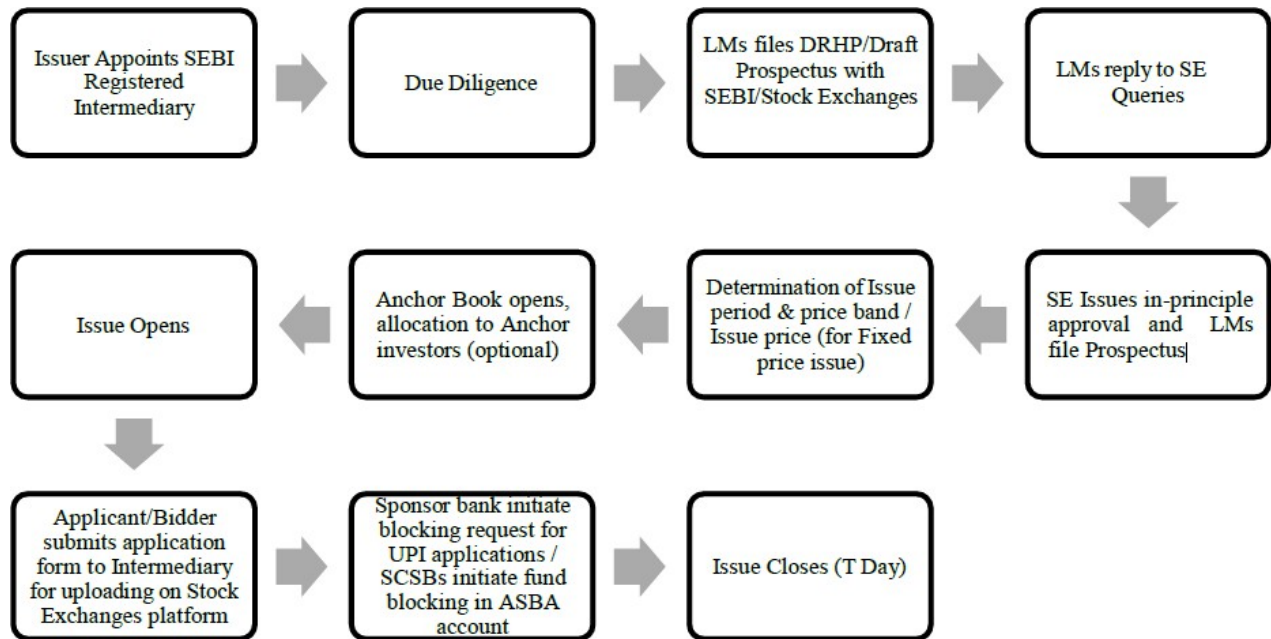 Issuer Appoints SEBI
Registered
Intermediary
Due Diligence
LMs files DRHP/Draft
Prospectus with
SEBI/Stock Exchanges
LMs reply to SE
Queries
SE Issues in-principle
approval and LMs
file Prospectus
Determination of Issue
period & price band /
Issue price (for Fixed
price issue)
Anchor Book opens,
allocation to Anchor
investors (optional)
Issue Opens
Applicant/Bidder
submits application
form to Intermediary
for uploading on Stock
Exchanges platform
Sponsor bank initiate
blocking request for
UPI applications /
SCSBs initiate fund
blocking in ASBA
account
Issue Closes (T Day)